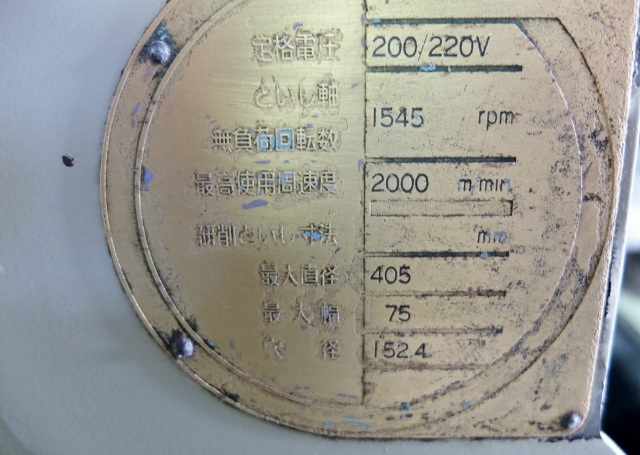 定格電圧 200/220V
といし軸
無負荷回転数 1545 rpm
最高使用周速度 2000 m/min
研削といし寸法 mm
最大直径 405
最大幅 75
穴径 152.4